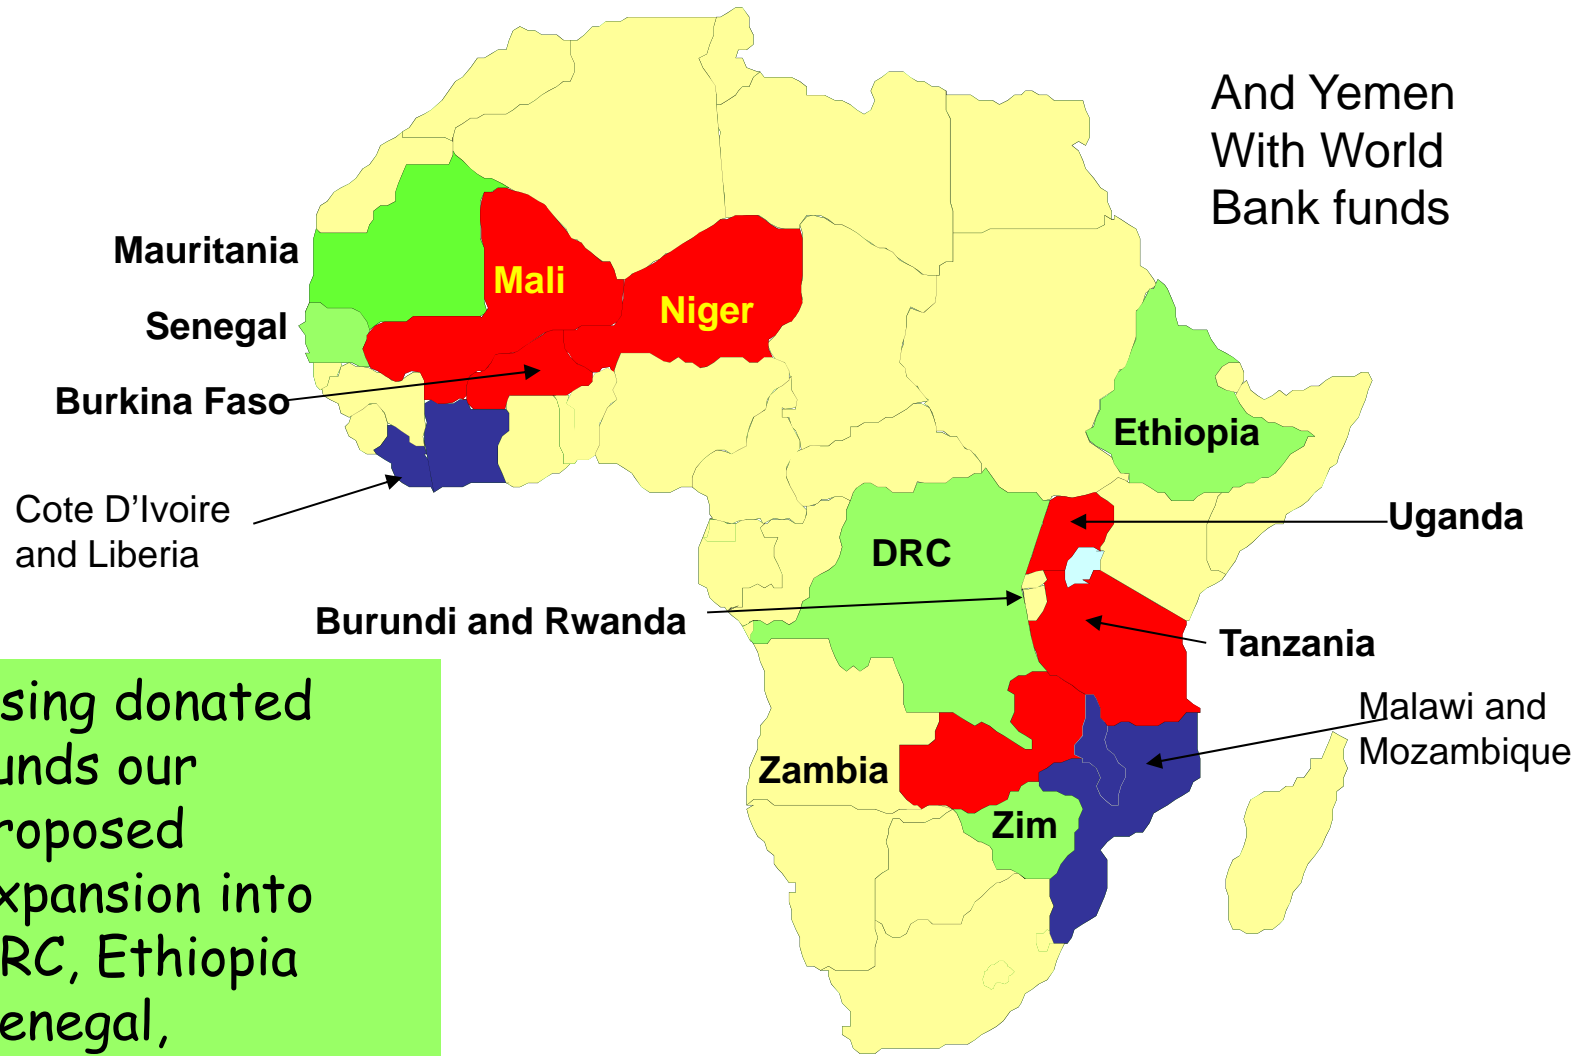 And Yemen
With World
Bank funds
Mauritania
Mali
Niger
Senegal
Burkina Faso
Ethiopia
Cote D'Ivoire
and Liberia
Uganda
DRC
Burundi and Rwanda
Tanzania
Malawi and
Mozambique
Zambia
Zim
sing donated
unds our
roposed
xpansion into
RC, Ethiopia
enegal,